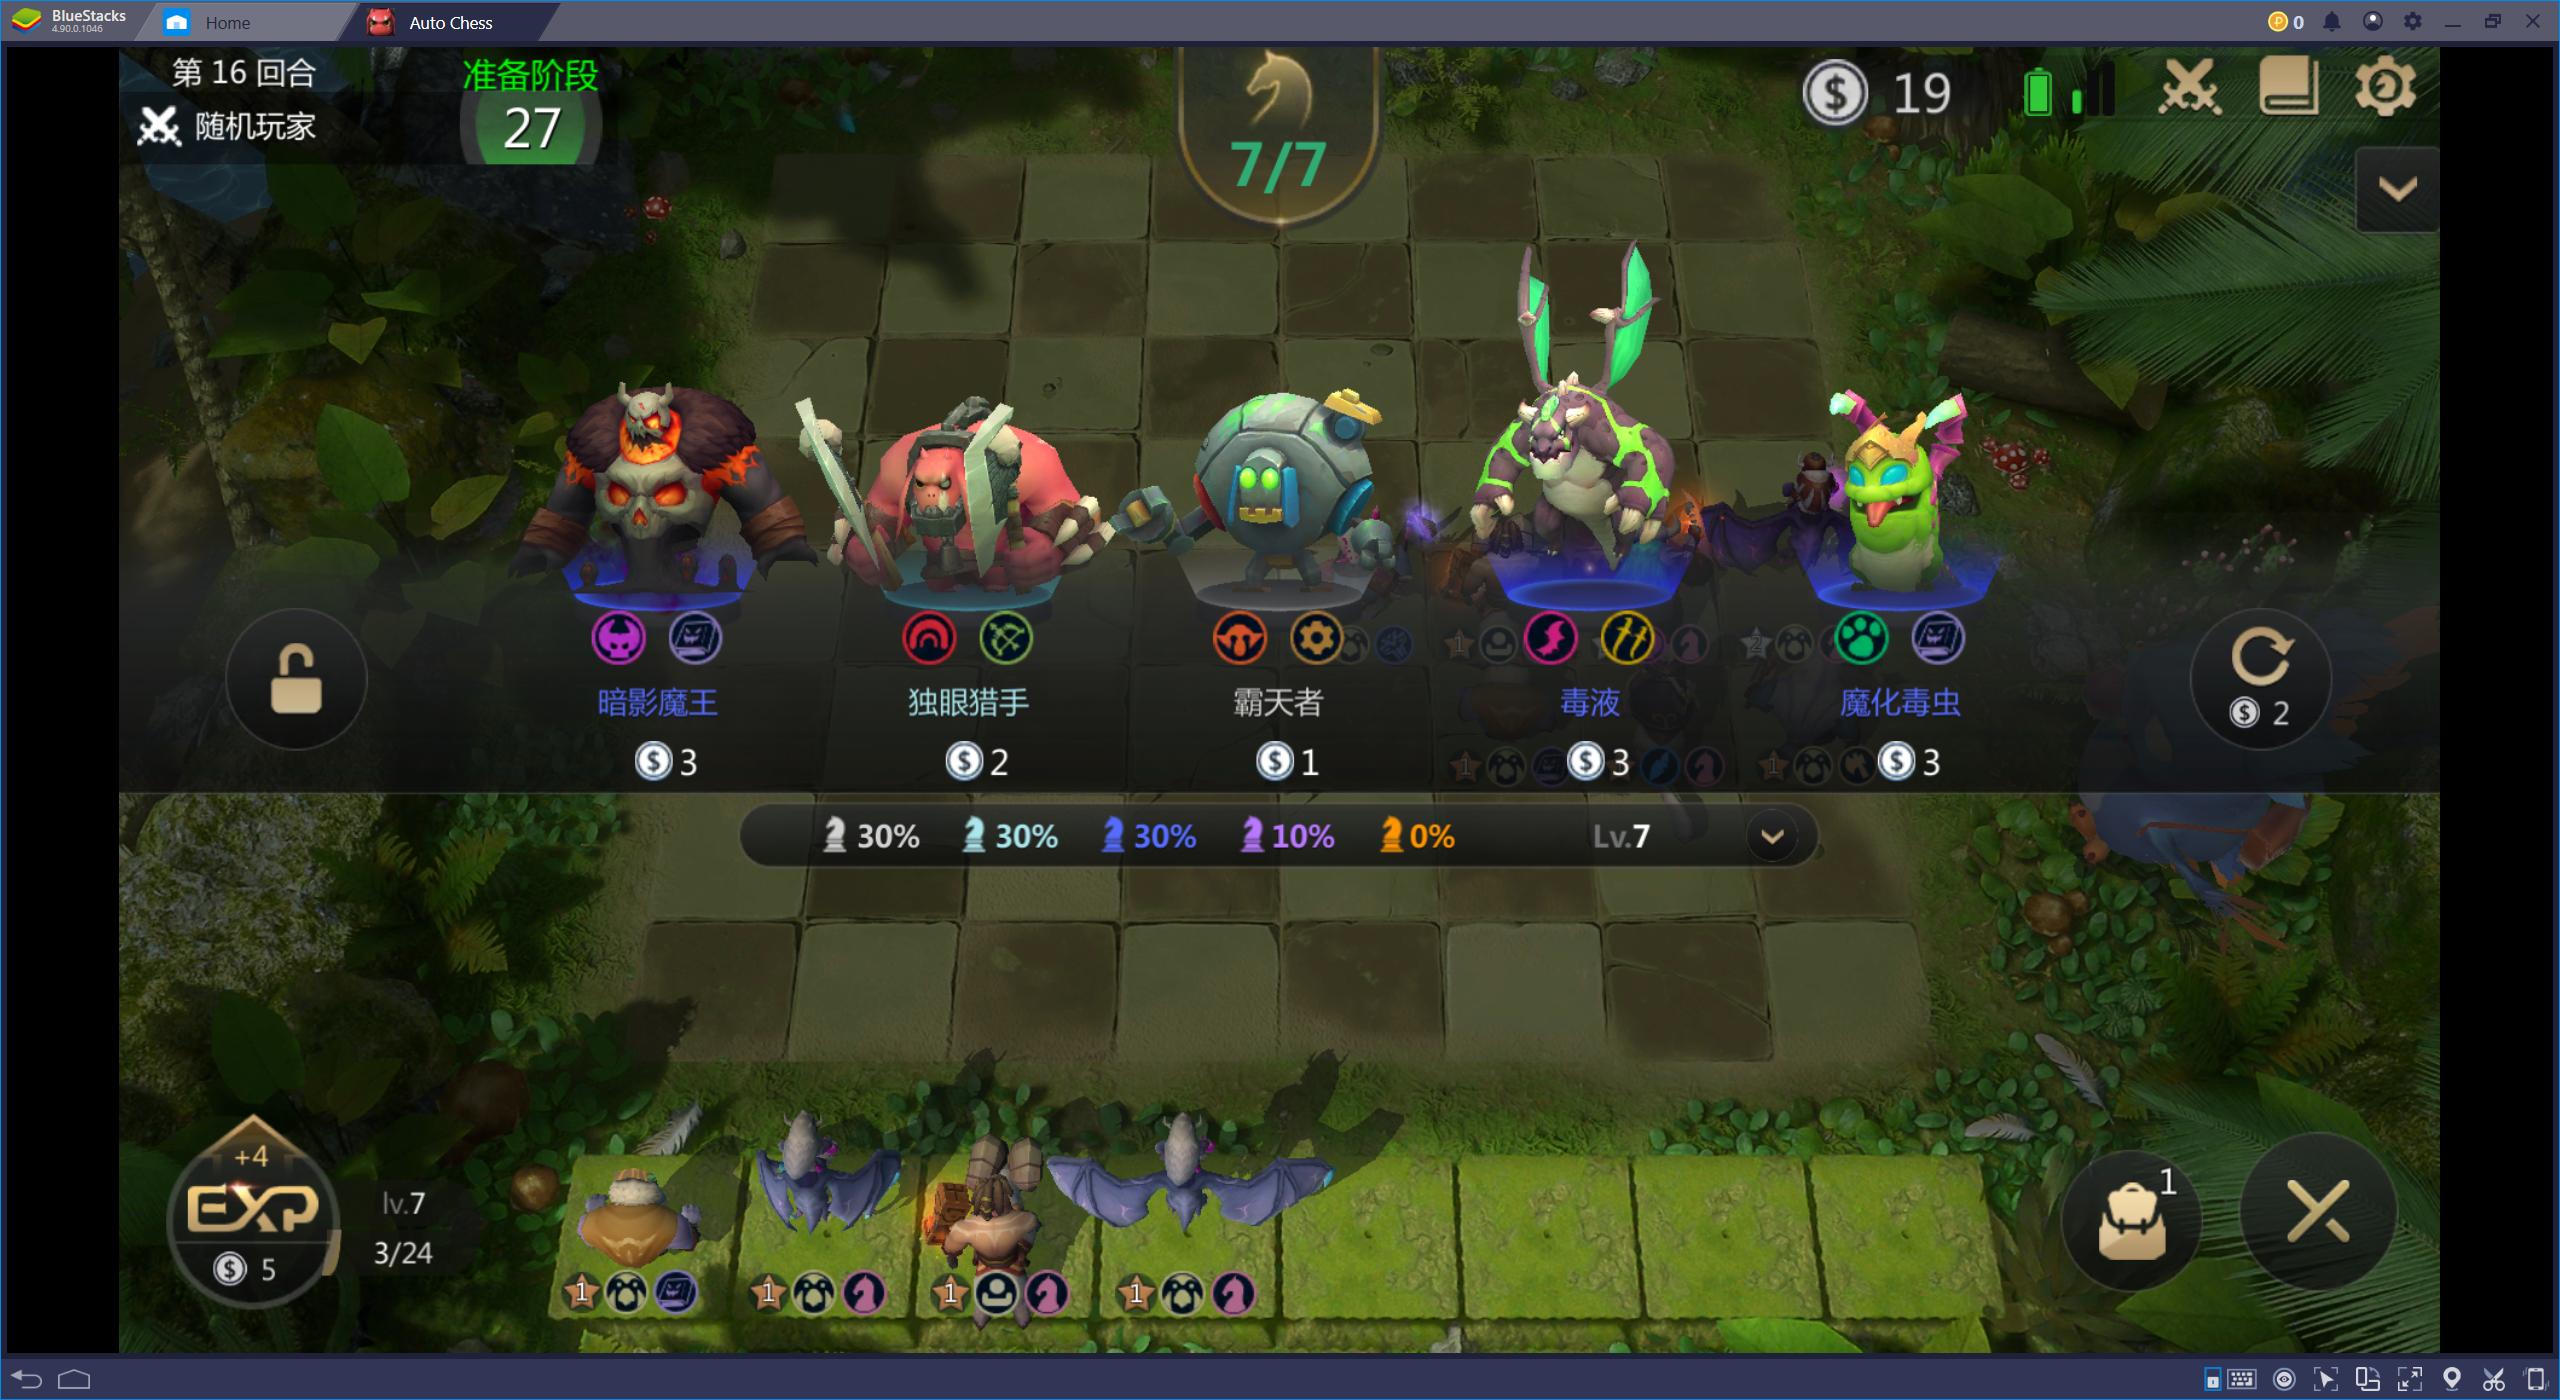 BlueStacks
4.90.0.1046
Home
Auto Chess
0
第 16 回合
准备阶段
随机玩家
27
7/7
19
暗影魔王
独眼猎手
霸天者
毒液
魔化毒虫
3
2
1
3
3
2
30%
30%
30%
10%
0%
Lv.7
+4
EXP
5
lv.7
3/24
1
1
1
1
1